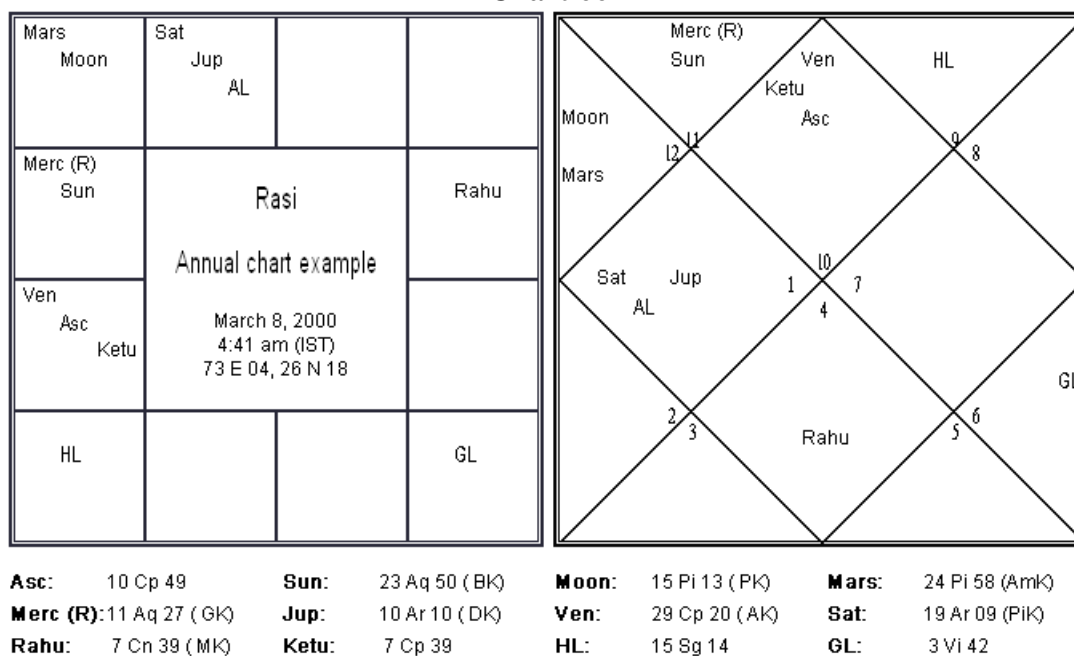 Mars
Moon
Sat
Jup
AL
Merc (R)
Sun
Rahu
Ven
Asc
Ketu
HL
GL
Rasi
Annual chart example
March 8, 2000
4:41 am (IST)
73 E 04, 26 N 18
Merc (R)
Sun
Ven
Ketu
Asc
HL
Moon
Mars
11
12
9
8
Sat Jup
AL
10
1 7
4
GL
2
3
6
5
Rahu
Asc: 10 Cp 49 Sun: 23 Aq 50 (BK) Moon: 15 Pi 13 (PK) Mars: 24 Pi 58 (AmK)
Merc (R): 11 Aq 27 (GK) Jup: 10 Ar 10 (DK) Ven: 29 Cp 20 (AK) Sat: 19 Ar 09 (PiK)
Rahu: 7 Cn 39 (MK) Ketu: 7 Cp 39 HL: 15 Sg 14 GL: 3 Vi 42